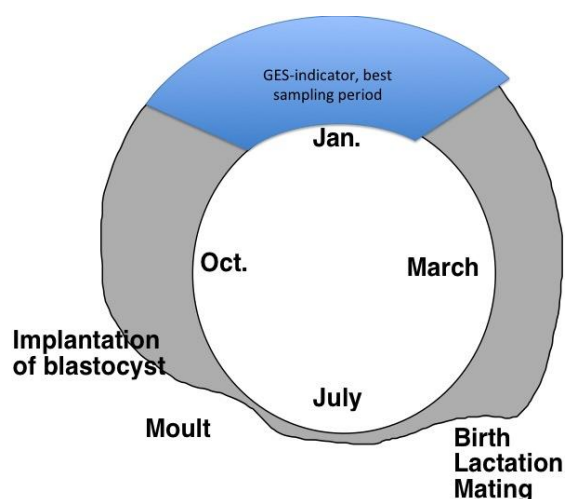 GES-indicator, best
sampling period
Jan.
Oct.
March
Implantation
of blastocyst
July
Moult
Birth
Lactation
Mating